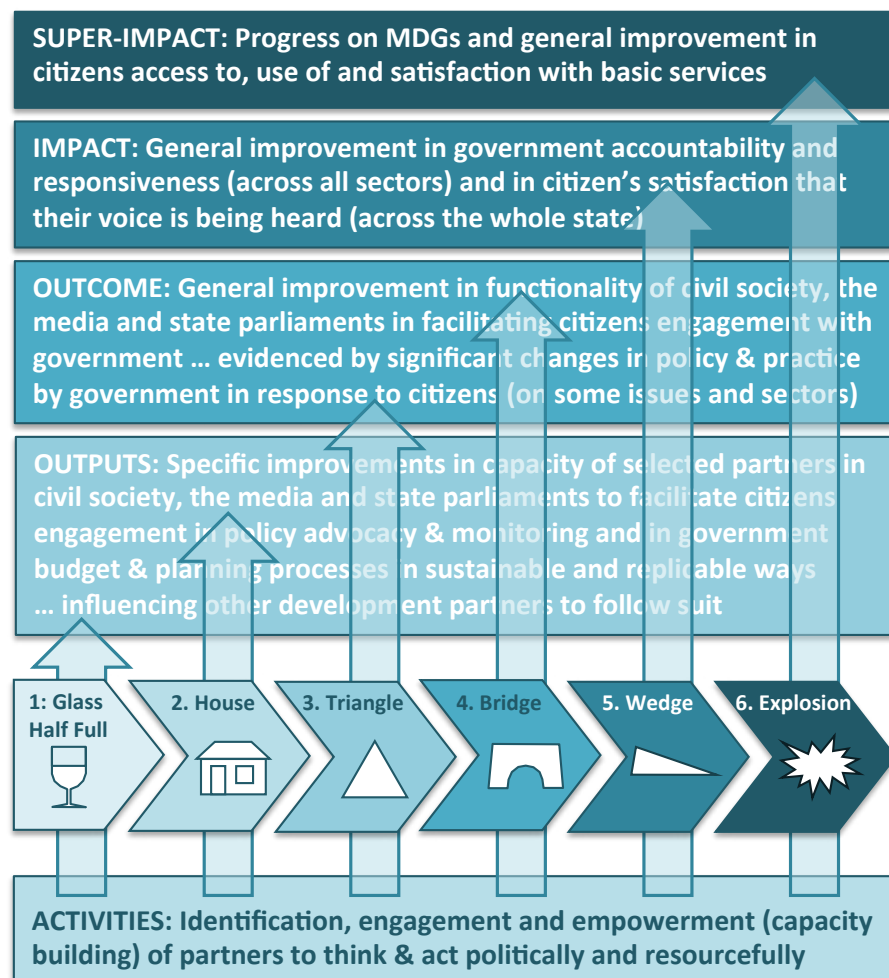 SUPER-IMPACT: Progress on MDGs and general improvement in
citizens access to, use of and satisfaction with basic services
IMPACT: General improvement in government accountability and
responsiveness (across all sectors) and in citizen's satisfaction that
their voice is being heard (across the whole state)
OUTCOME: General improvement in functionality of civil society, the
media and state parliaments in facilitating citizens engagement with
government … evidenced by significant changes in policy & practice
by government in response to citizens (on some issues and sectors)
OUTPUTS: Specific improvements in capacity of selected partners in
civil society, the media and state parliaments to facilitate citizens
engagement in policy advocacy & monitoring and in government
budget & planning processes in sustainable and replicable ways
… influencing other development partners to follow suit
1: Glass
Half Full
2. House
3. Triangle
4. Bridge
5. Wedge
6. Explosion
ACTIVITIES: Identification, engagement and empowerment (capacity
building) of partners to think & act politically and resourcefully